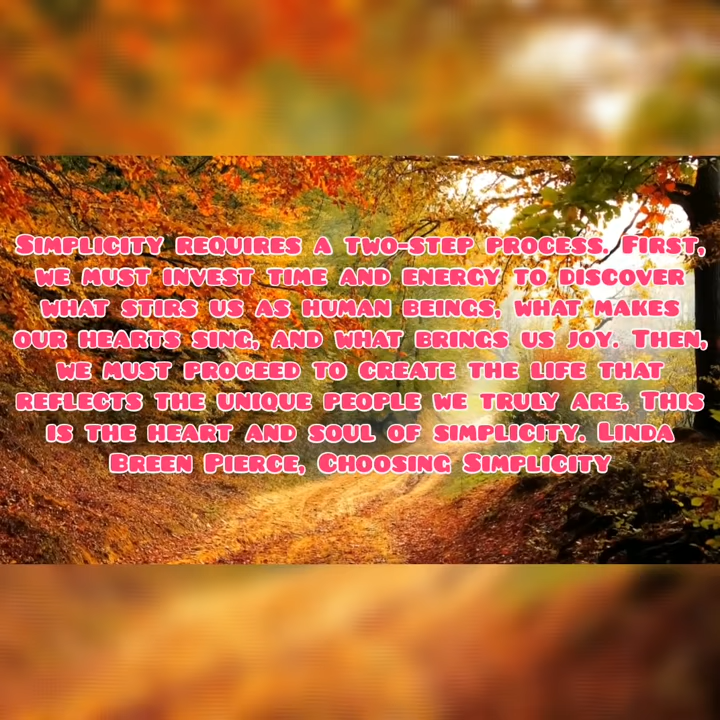 Simplicity requires a two-step process. First,
we must invest time and energy to discover
what stirs us as human beings, what makes
our hearts sing, and what brings us joy. Then,
we must proceed to create the life that
reflects the unique people we truly are. This
is the heart and soul of simplicity. Linda
Breen Pierce, Choosing Simplicity